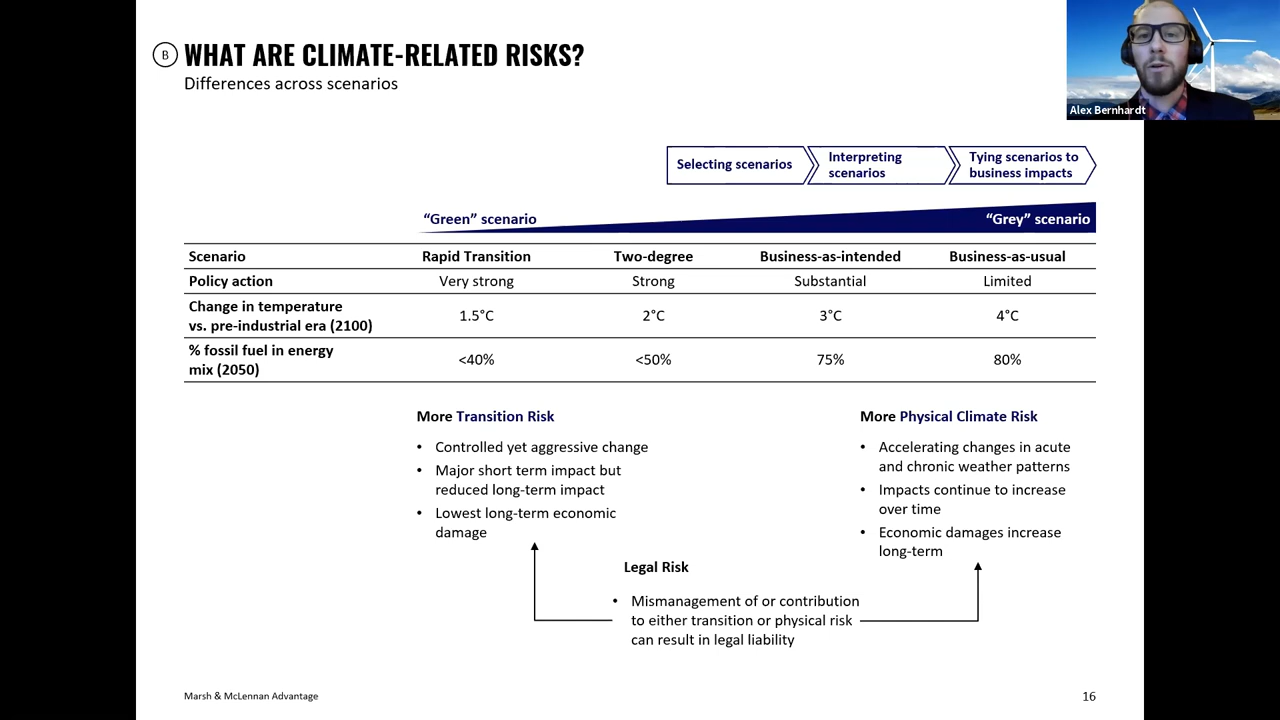 B
WHAT ARE CLIMATE-RELATED RISKS?
Differences across scenarios
Alex Bernhardt
Selecting scenarios
Interpreting
scenarios
Tying scenarios to
business impacts
“Green” scenario
“Grey” scenario
Scenario Rapid Transition Two-degree Business-as-intended Business-as-usual
Policy action Very strong Strong Substantial Limited
Change in temperature
vs. pre-industrial era (2100)
1.5°C 2°C 3°C 4°C
% fossil fuel in energy
mix (2050)
<40% <50% 75% 80%
More Transition Risk
• Controlled yet aggressive change
• Major short term impact but
reduced long-term impact
• Lowest long-term economic
damage
More Physical Climate Risk
• Accelerating changes in acute
and chronic weather patterns
• Impacts continue to increase
over time
• Economic damages increase
long-term
Legal Risk
• Mismanagement of or contribution
to either transition or physical risk
can result in legal liability
Marsh & McLennan Advantage
16